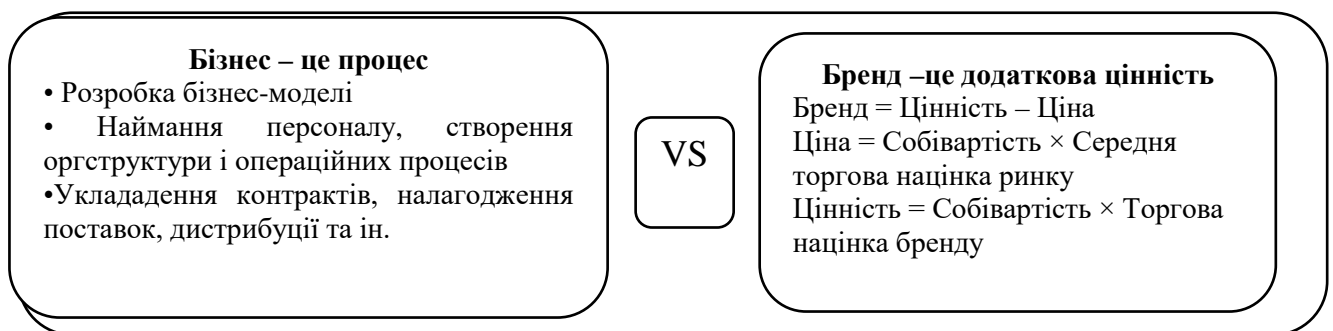 Бізнес – це процес
• Розробка бізнес-моделі
• Наймання персоналу, створення
оргструктури і операційних процесів
•Уклададення контрактів, налагодження
поставок, дистрибуції та ін.
VS
Бренд –це додаткова цінність
Бренд = Цінність – Ціна
Ціна = Собівартість × Середня
торгова націнка ринку
Цінність = Собівартість × Торгова
націнка бренду